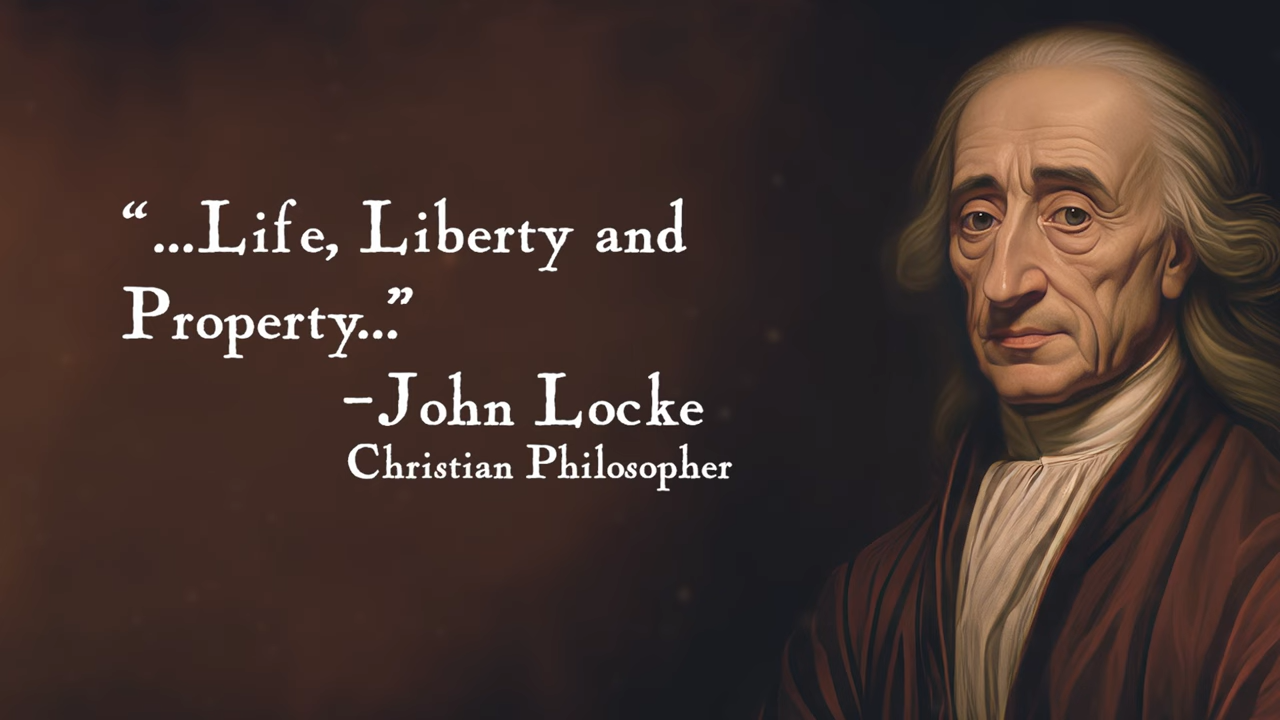 “...Life, Liberty and
Property...”
-John Locke
Christian Philosopher